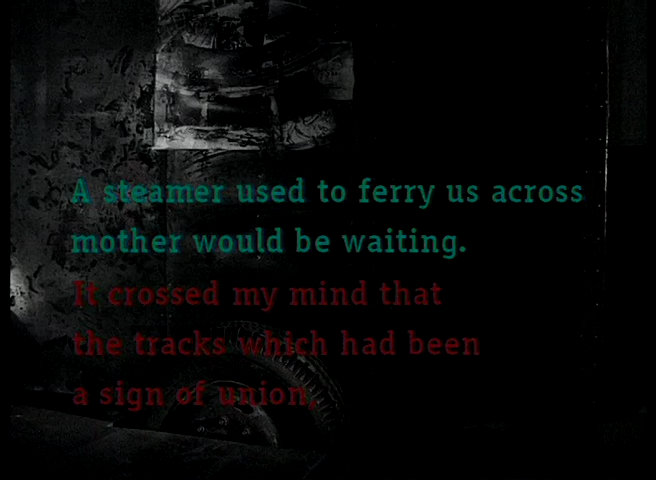 A steamer used to ferry us across
mother would be waiting.
It crossed my mind that
the tracks which had been
a sign of union,